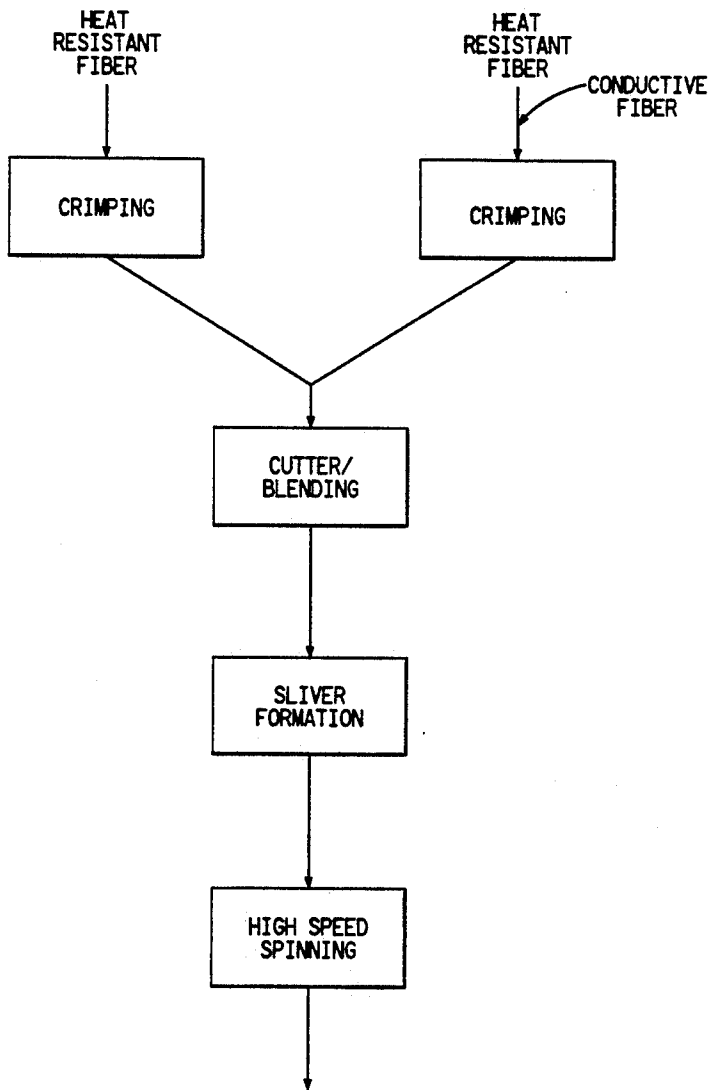 HEAT
RESISTANT
FIBER
HEAT
RESISTANT
FIBER
CONDUCTIVE
FIBER
CRIMPING
CRIMPING
CUTTER/
BLENDING
SLIVER
FORMATION
HIGH SPEED
SPINNING